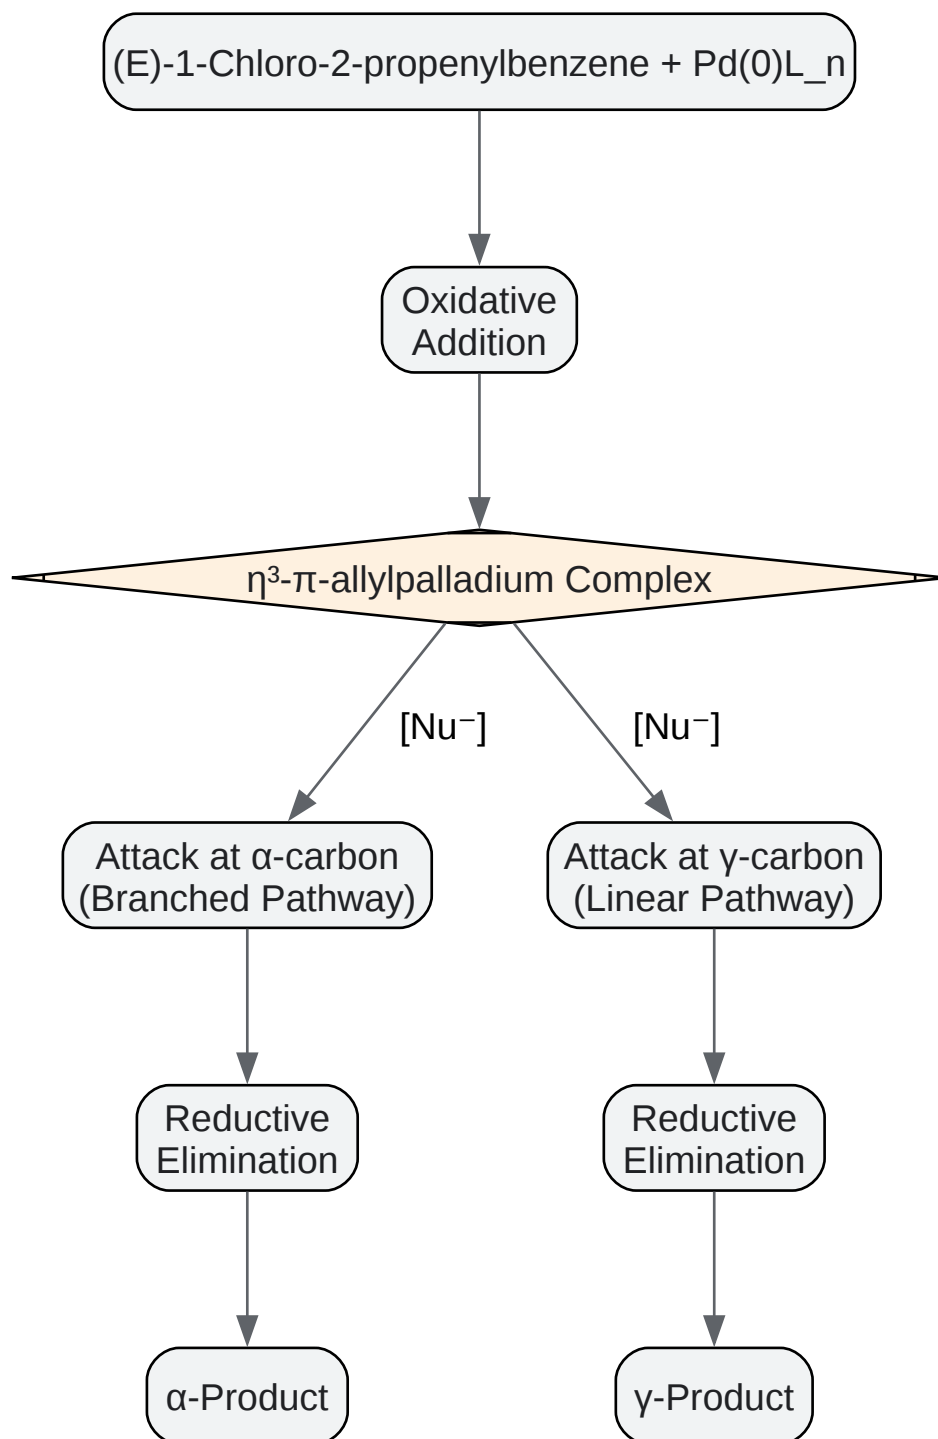 (E)-1-Chloro-2-propenylbenzene + Pd(0)L_n
Oxidative
Addition
η³-π-allylpalladium Complex
[Nu⁻]
[Nu⁻]
Attack at α-carbon
(Branched Pathway)
Attack at γ-carbon
(Linear Pathway)
Reductive
Elimination
Reductive
Elimination
α-Product
γ-Product